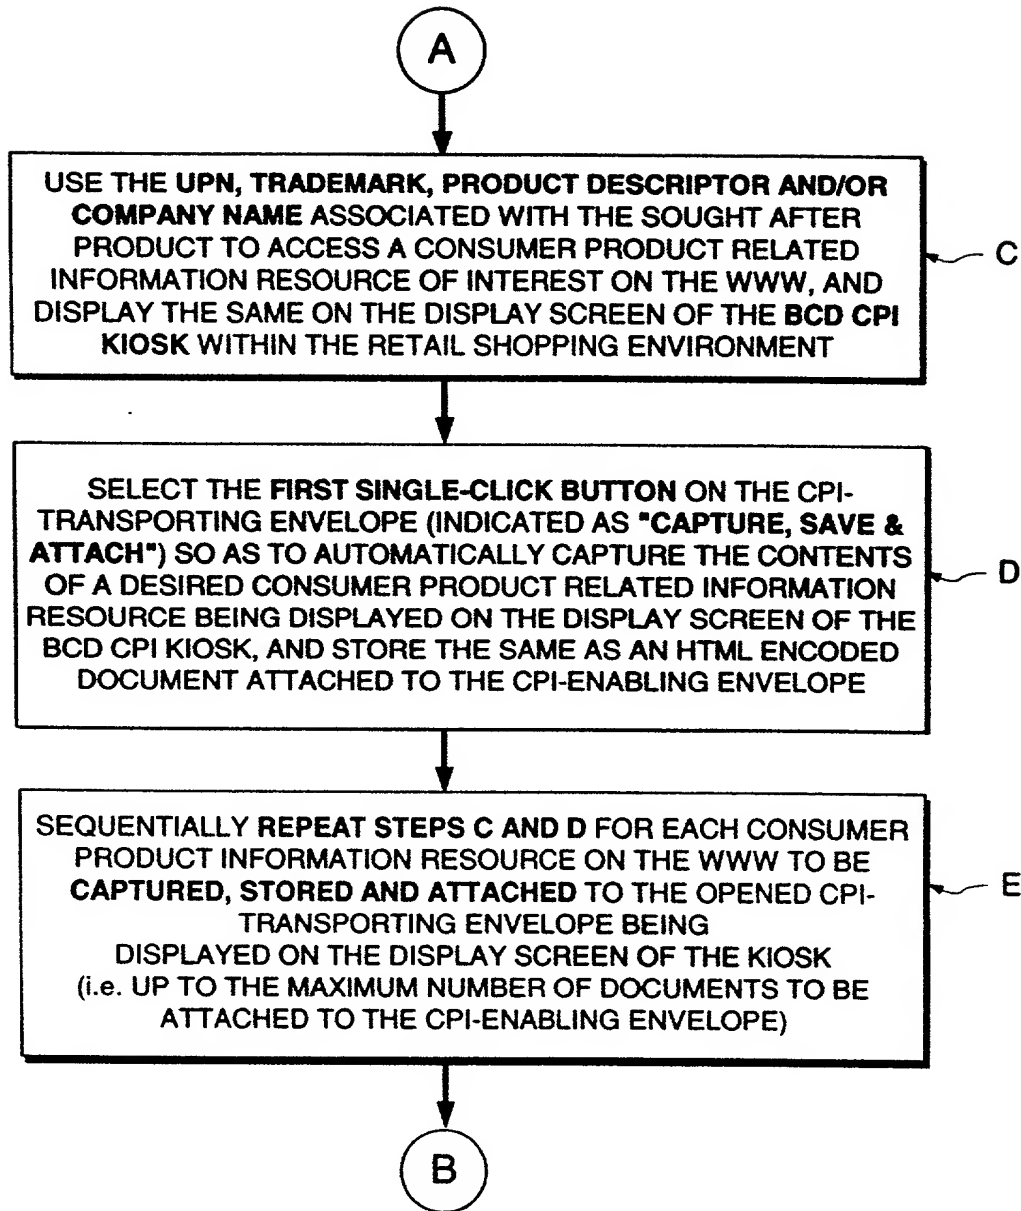 A
USE THE UPN, TRADEMARK, PRODUCT DESCRIPTOR AND/OR
COMPANY NAME ASSOCIATED WITH THE SOUGHT AFTER
PRODUCT TO ACCESS A CONSUMER PRODUCT RELATED
INFORMATION RESOURCE OF INTEREST ON THE WWW, AND
DISPLAY THE SAME ON THE DISPLAY SCREEN OF THE BCD CPI
KIOSK WITHIN THE RETAIL SHOPPING ENVIRONMENT
C
SELECT THE FIRST SINGLE-CLICK BUTTON ON THE CPI-
TRANSPORTING ENVELOPE (INDICATED AS "CAPTURE, SAVE &
ATTACH") SO AS TO AUTOMATICALLY CAPTURE THE CONTENTS
OF A DESIRED CONSUMER PRODUCT RELATED INFORMATION
RESOURCE BEING DISPLAYED ON THE DISPLAY SCREEN OF THE
BCD CPI KIOSK, AND STORE THE SAME AS AN HTML ENCODED
DOCUMENT ATTACHED TO THE CPI-ENABLING ENVELOPE
D
SEQUENTIALLY REPEAT STEPS C AND D FOR EACH CONSUMER
PRODUCT INFORMATION RESOURCE ON THE WWW TO BE
CAPTURED, STORED AND ATTACHED TO THE OPENED CPI-
TRANSPORTING ENVELOPE BEING
DISPLAYED ON THE DISPLAY SCREEN OF THE KIOSK
(i.e. UP TO THE MAXIMUM NUMBER OF DOCUMENTS TO BE
ATTACHED TO THE CPI-ENABLING ENVELOPE)
E
B